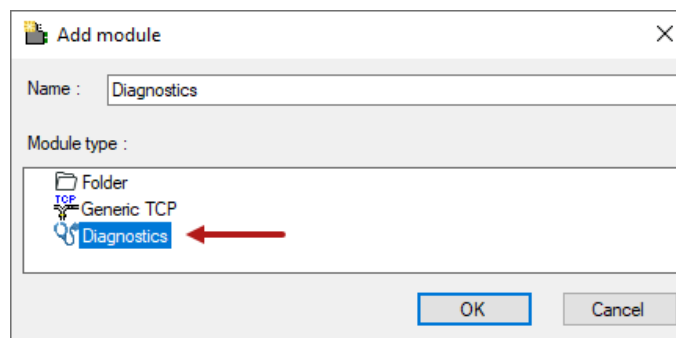 Add module
Name : Diagnostics
Module type :
Folder
TCP
Generic TCP
Diagnostics
OK Cancel